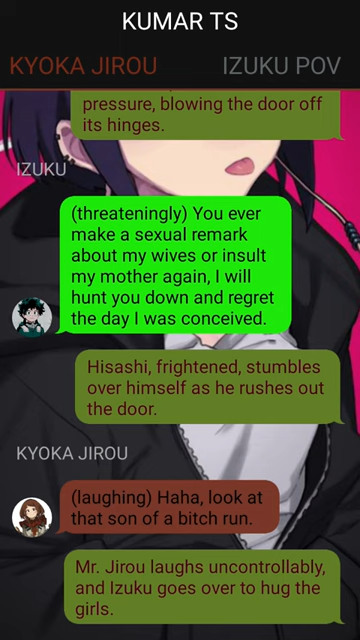 KUMAR TS
KYOKA JIROU
IZUKU POV
pressure, blowing the door off
its hinges.
IZUKU
(threateningly) You ever
make a sexual remark
about my wives or insult
my mother again, I will
hunt you down and regret
the day I was conceived.
Hisashi, frightened, stumbles
over himself as he rushes out
the door.
KYOKA JIROU
(laughing) Haha, look at
that son of a bitch run.
Mr. Jirou laughs uncontrollably,
and Izuku goes over to hug the
girls.